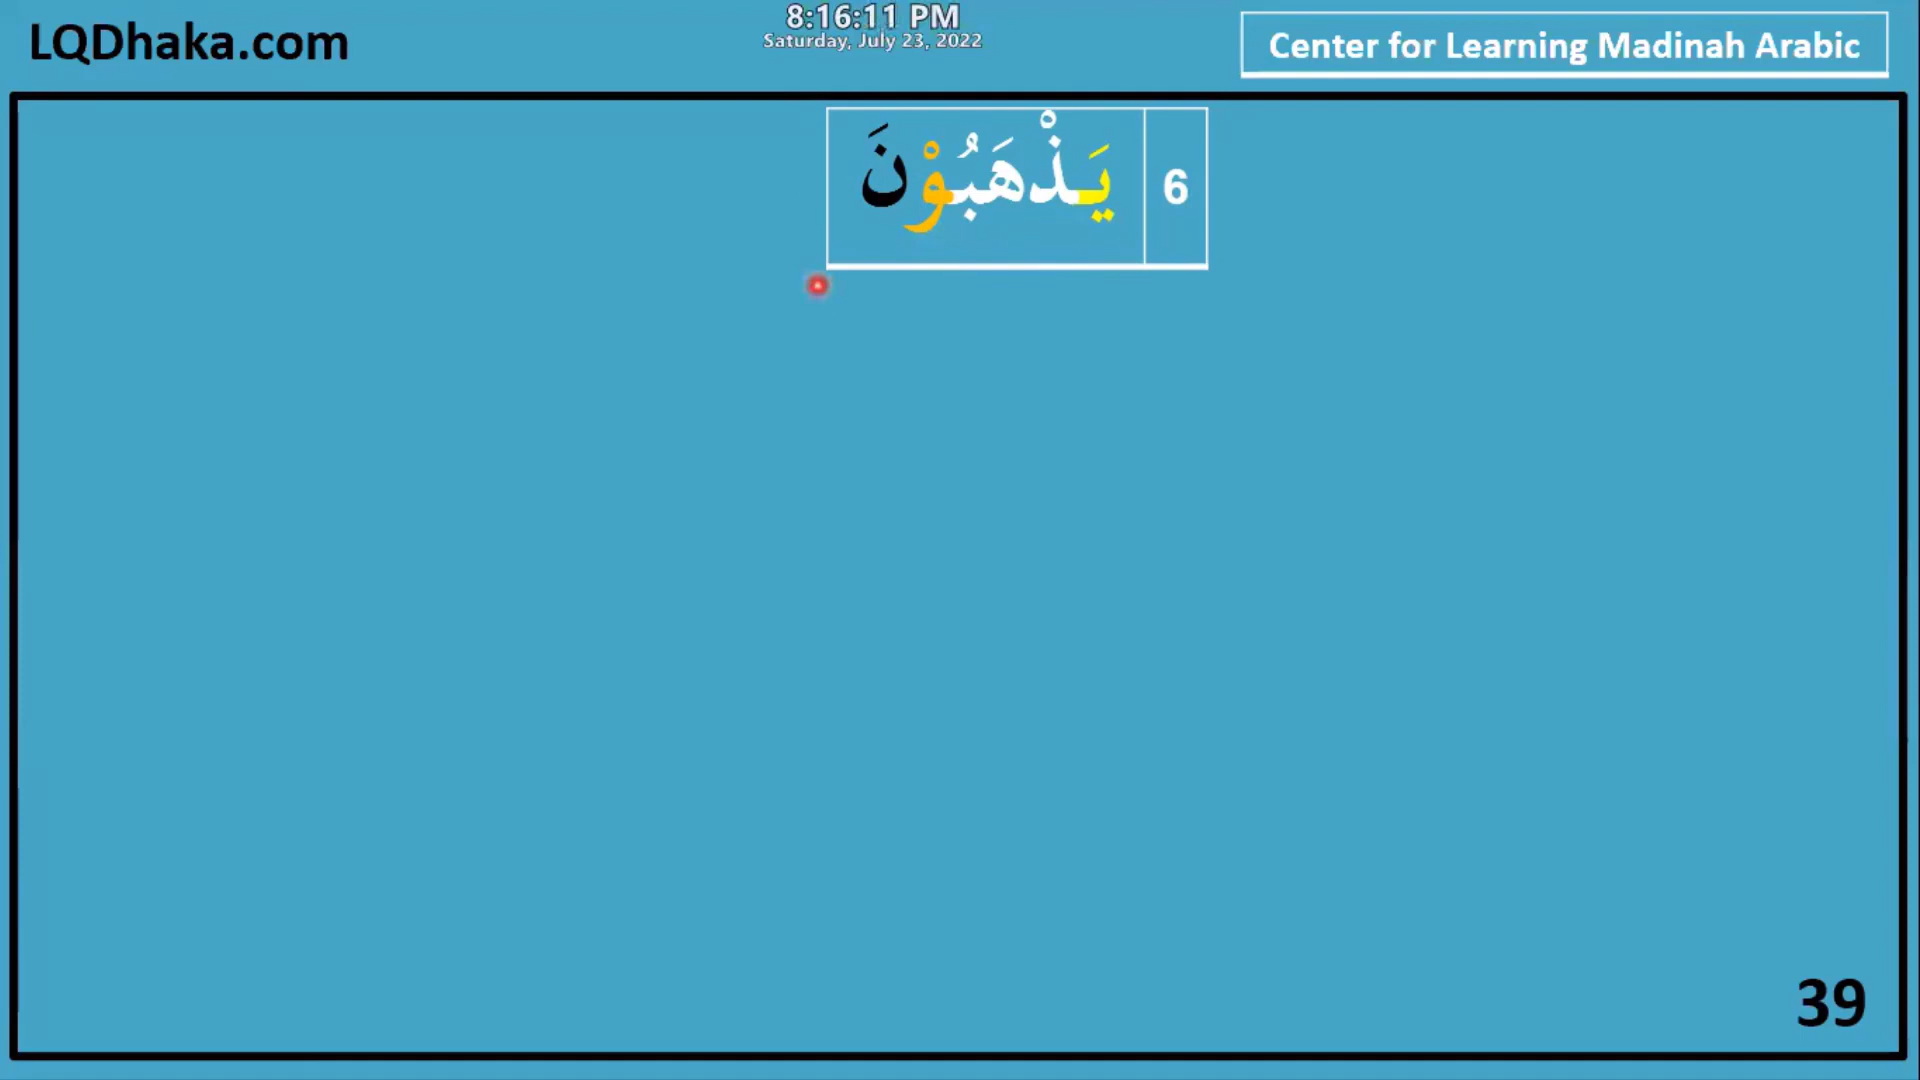 LQDhaka.com
8:16:11 PM
Saturday, July 23, 2022
Center for Learning Madinah Arabic
6 يَذْهَبُوْنَ
39